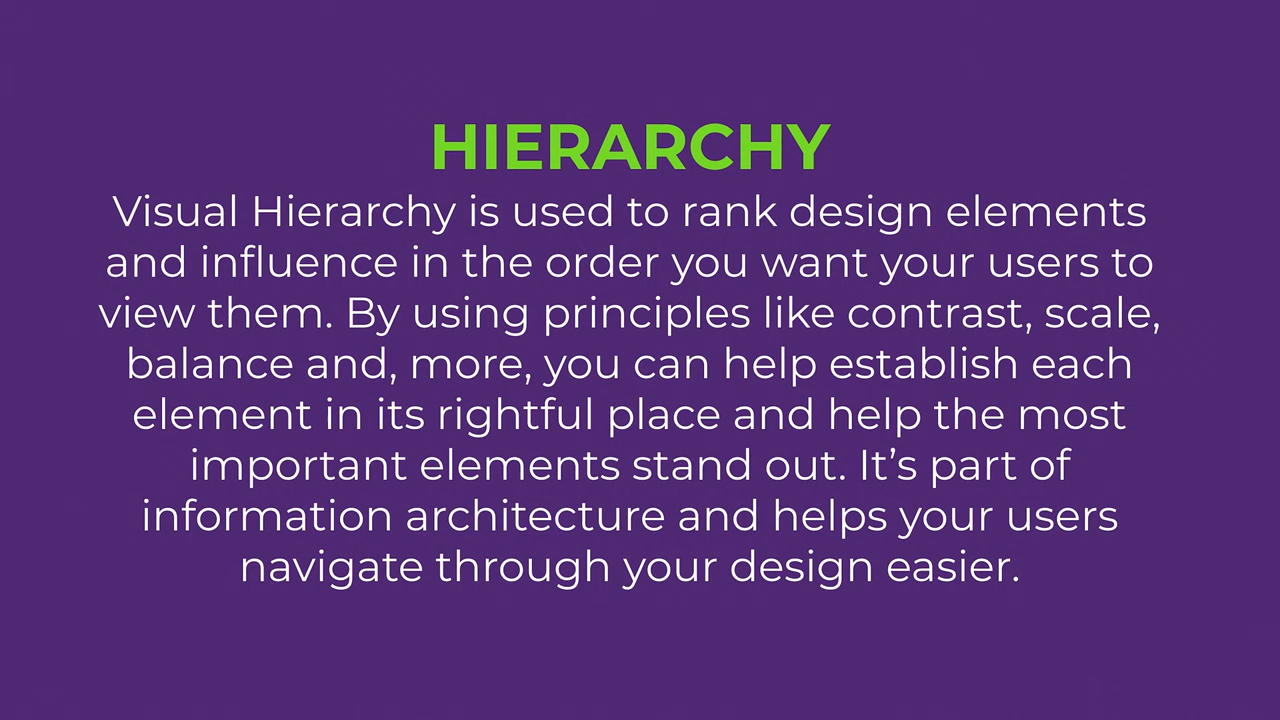 HIERARCHY
Visual Hierarchy is used to rank design elements
and influence in the order you want your users to
view them. By using principles like contrast, scale,
balance and, more, you can help establish each
element in its rightful place and help the most
important elements stand out. It’s part of
information architecture and helps your users
navigate through your design easier.